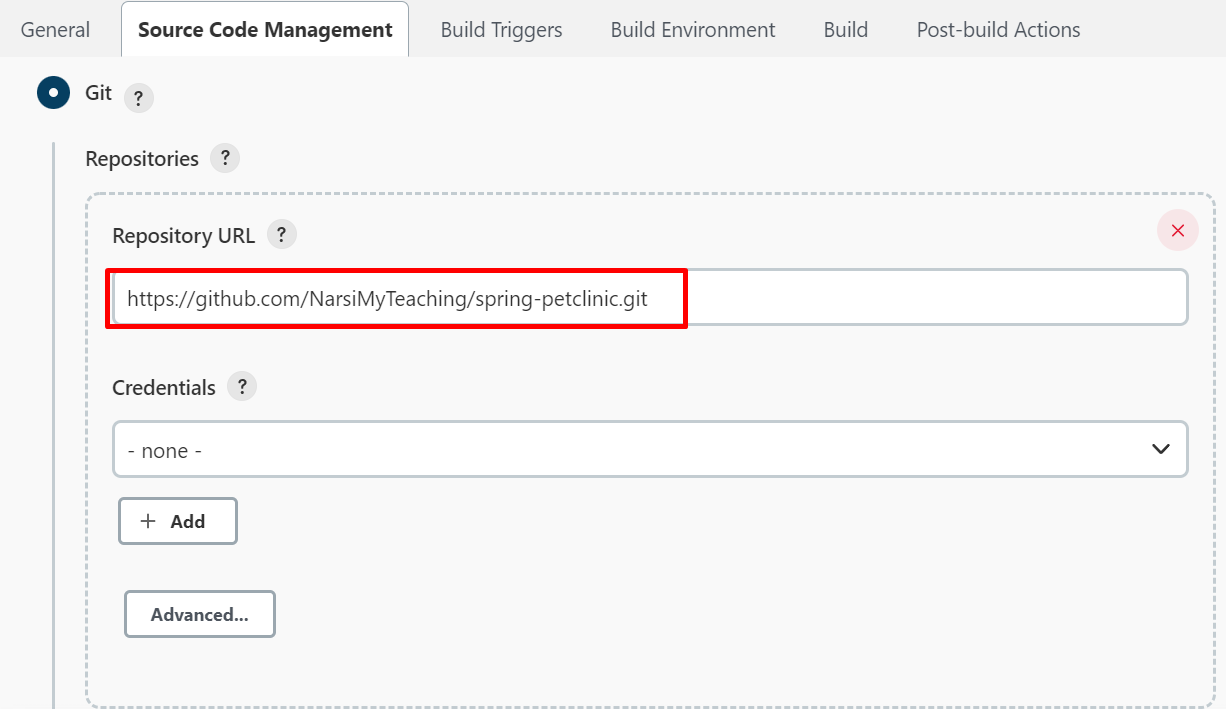 General Source Code Management Build Triggers Build Environment Build Post-build Actions
Git ?
Repositories ?
Repository URL ?
https://github.com/NarsiMyTeaching/spring-petclinic.git
Credentials ?
- none -
+ Add
Advanced...